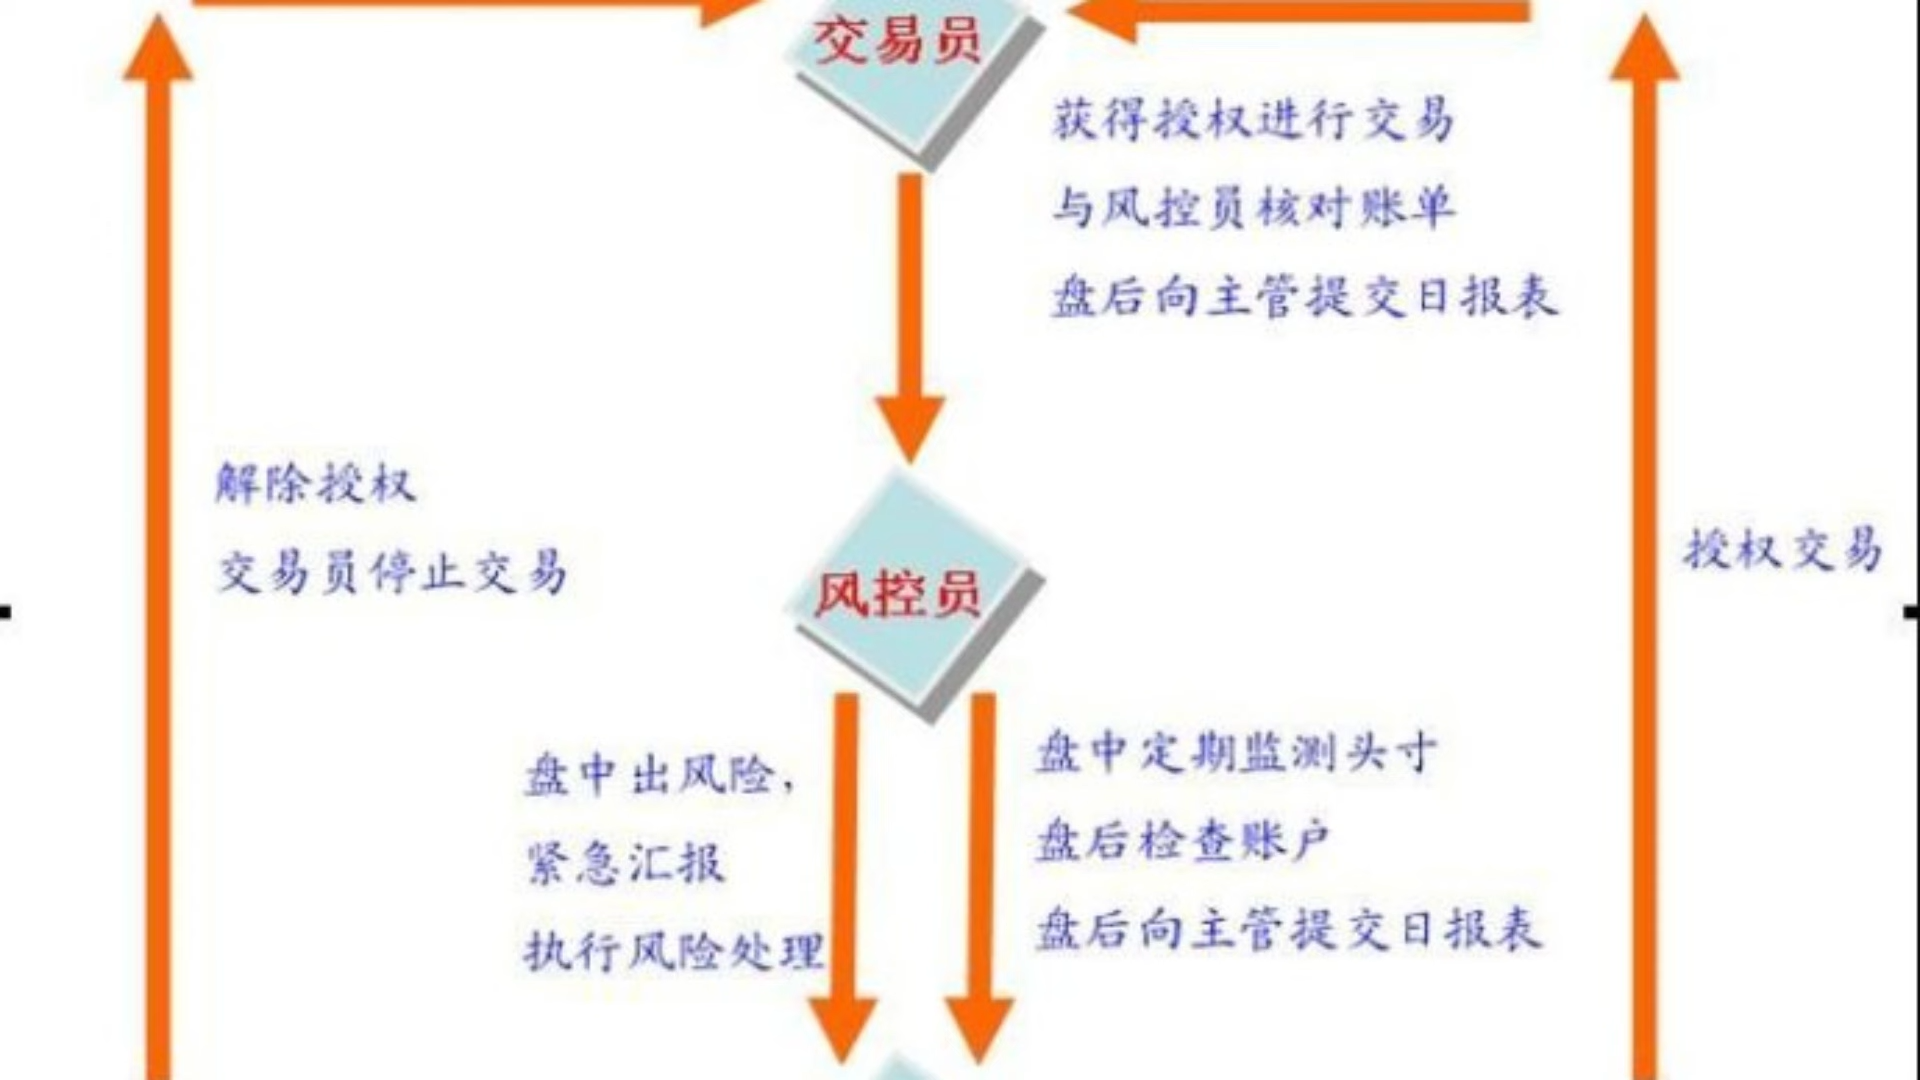 交易员
获得授权进行交易
与风控员核对账单
盘后向主管提交日报表
解除授权
交易员停止交易
授权交易
风控员
盘中出风险，
紧急汇报
执行风险处理
盘中定期监测头寸
盘后检查账户
盘后向主管提交日报表